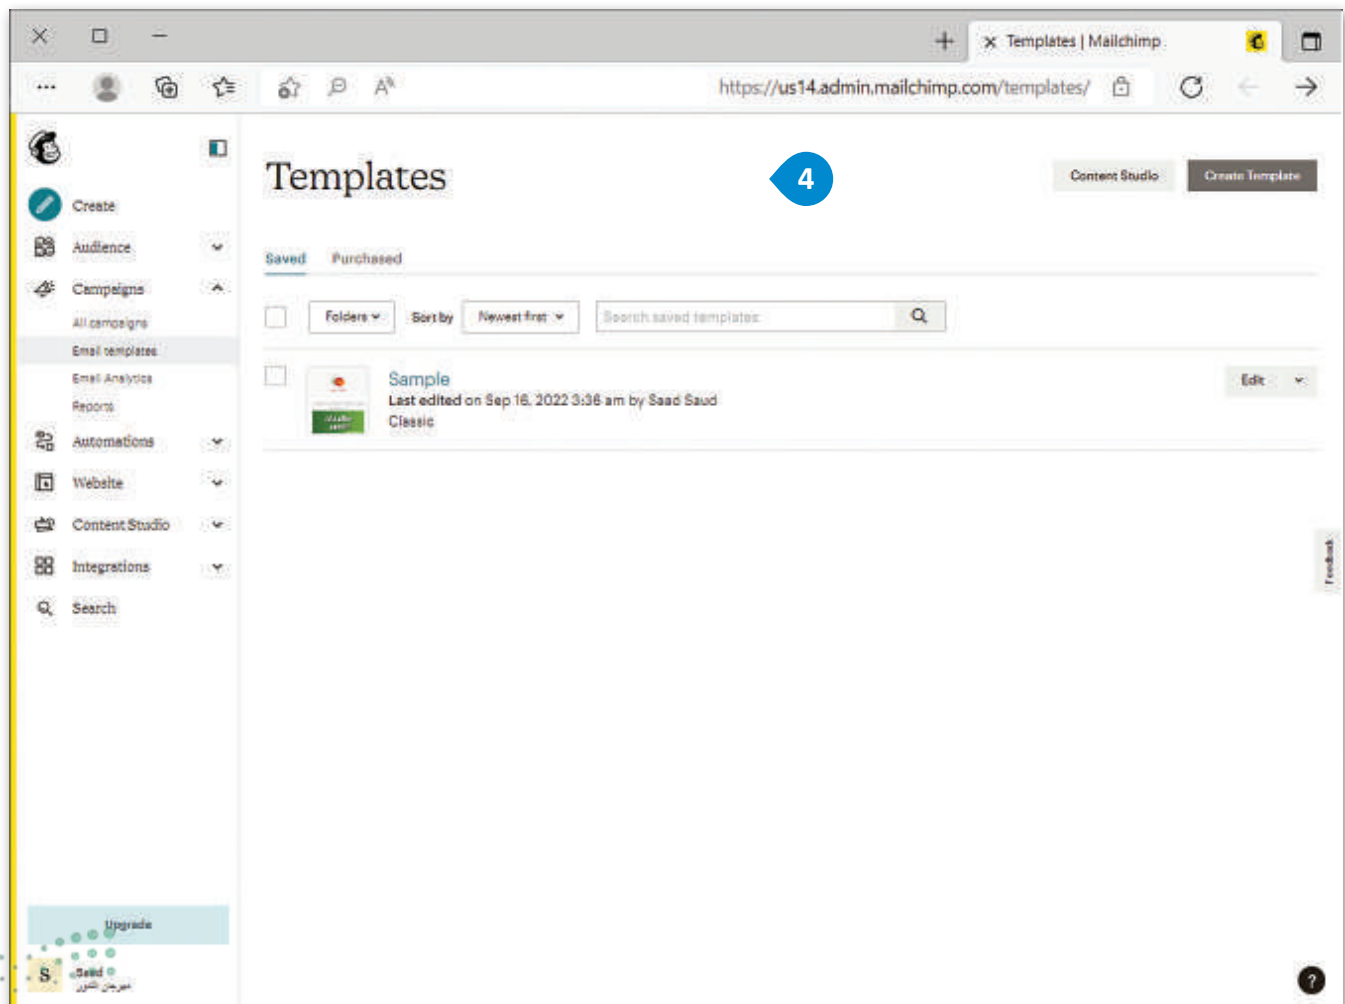 Templates | Mailchimp
https://us14.admin.mailchimp.com/templates/
Create
Audience
Campaigns
All campaigns
Email templates
Email Analytics
Reports
Automations
Website
Content Studio
Integrations
Search
Upgrade
S
Saad
مهرجان التمور
Templates
4
Content Studio
Create Template
Saved
Purchased
Folders
Sort by
Newest first
Search saved templates
Sample
Last edited on Sep 16, 2022 3:36 am by Saad Saud
Classic
Edit
Feedback
?